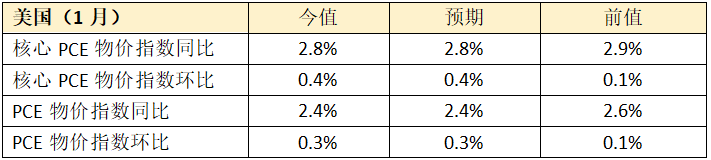 美国（1 月） 今值 预期 前值
核心 PCE 物价指数同比 2.8% 2.8% 2.9%
核心 PCE 物价指数环比 0.4% 0.4% 0.1%
PCE 物价指数同比 2.4% 2.4% 2.6%
PCE 物价指数环比 0.3% 0.3% 0.1%